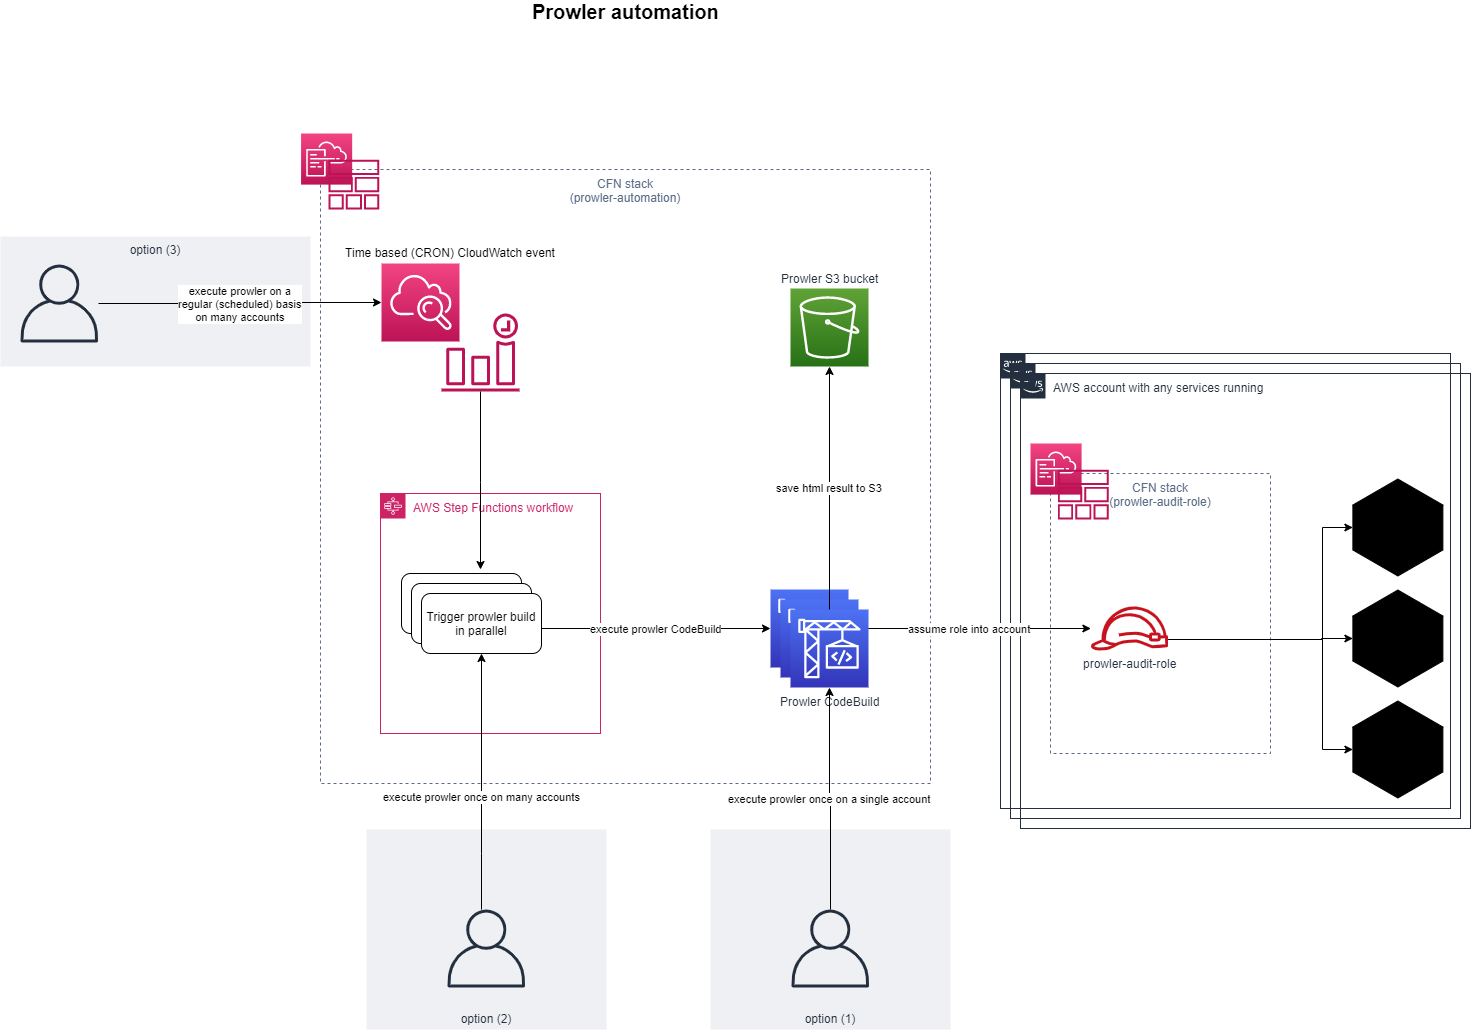 Prowler automation
CFN stack
(prowler-automation)
option (3)
execute prowler on a
regular (scheduled) basis
on many accounts
Time based (CRON) CloudWatch event
Prowler S3 bucket
save html result to S3
AWS Step Functions workflow
Trigger prowler build
in parallel
execute prowler CodeBuild
Prowler CodeBuild
assume role into account
aws
aws
AWS account with any services running
CFN stack
(prowler-audit-role)
prowler-audit-role
execute prowler once on many accounts
execute prowler once on a single account
option (2)
option (1)